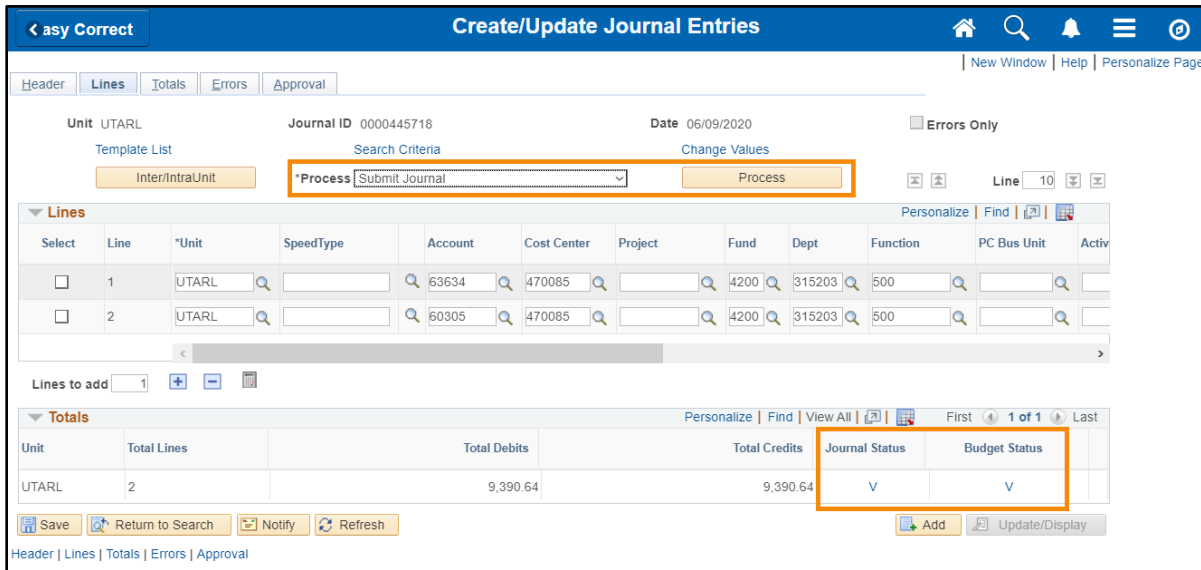 asy Correct Create/Update Journal Entries
New Window | Help | Personalize Page
Header Lines Totals Errors Approval
Unit UTARL Journal ID 0000445718 Date 06/09/2020 Errors Only
Template List Search Criteria Change Values
Inter/IntraUnit *Process Submit Journal Process Line 10
Lines Personalize | Find |
Select Line *Unit SpeedType Account Cost Center Project Fund Dept Function PC Bus Unit Activ
1 UTARL 63634 470085 4200 315203 500
2 UTARL 60305 470085 4200 315203 500
Lines to add 1
Totals Personalize | Find | View All | First 1 of 1 Last
Unit Total Lines Total Debits Total Credits Journal Status Budget Status
UTARL 2 9,390.64 9,390.64 V V
Save Return to Search Notify Refresh Add Update/Display
Header | Lines | Totals | Errors | Approval